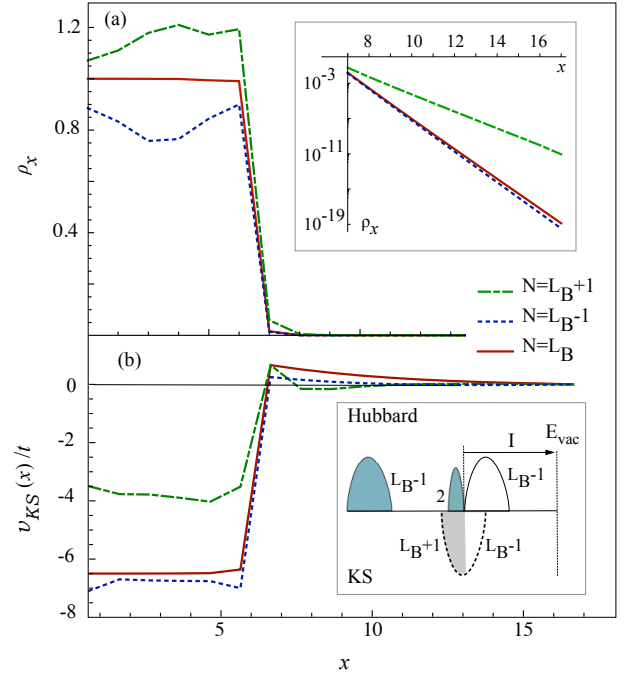 (a)
1.2
0.8
0.4
ρx
8 10 12 14 16
x
10-3
10-11
10-19
ρx
N=LB+1
N=LB-1
N=LB
(b)
0
-2
-4
-6
-8
υKS(x)/t
Hubbard
I
Evac
LB-1
2
LB-1
LB+1
LB-1
KS
5 10 15
x